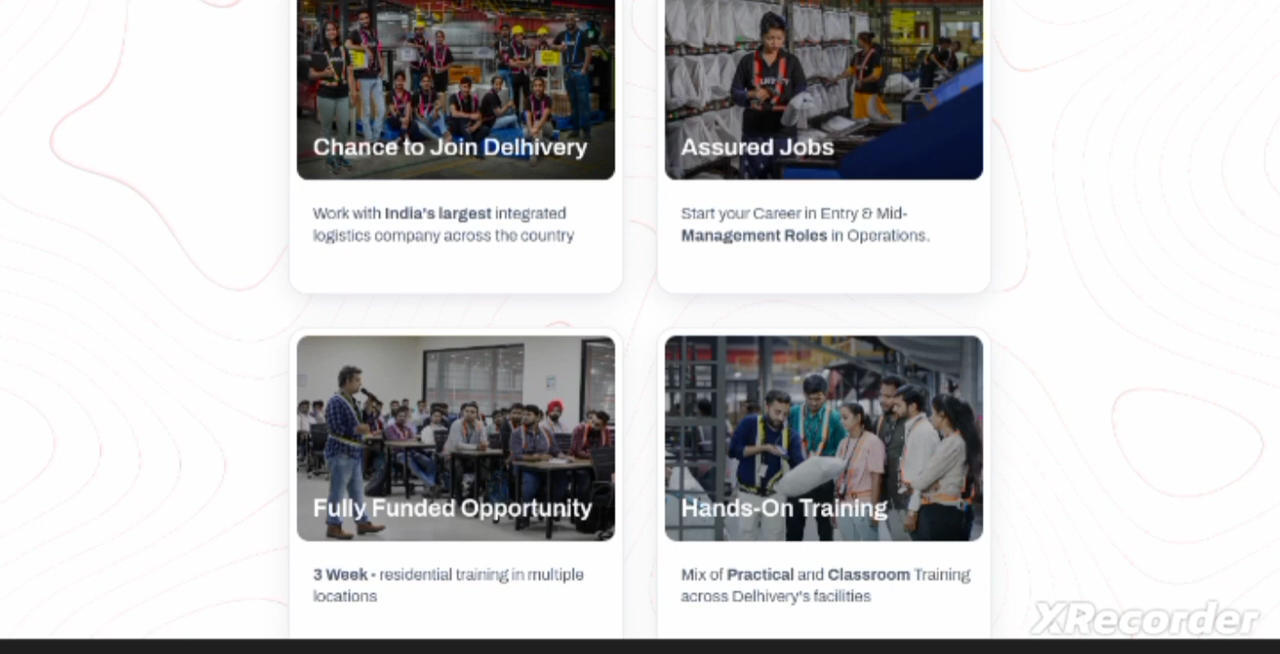 Chance to Join Delhivery
Work with India's largest integrated
logistics company across the country
Assured Jobs
Start your Career in Entry & Mid-
Management Roles in Operations.
Fully Funded Opportunity
3 Week - residential training in multiple
locations
Hands-On Training
Mix of Practical and Classroom Training
across Delhivery's facilities
XRecorder